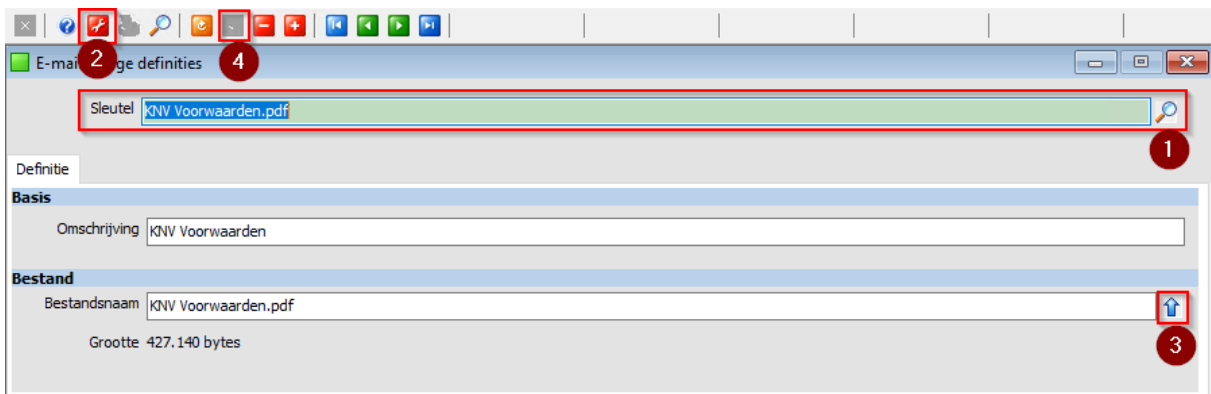 2
4
E-mai ge definities
Sleutel KNV Voorwaarden.pdf
1
Definitie
Basis
Omschrijving KNV Voorwaarden
Bestand
Bestandsnaam KNV Voorwaarden.pdf
3
Grootte 427.140 bytes